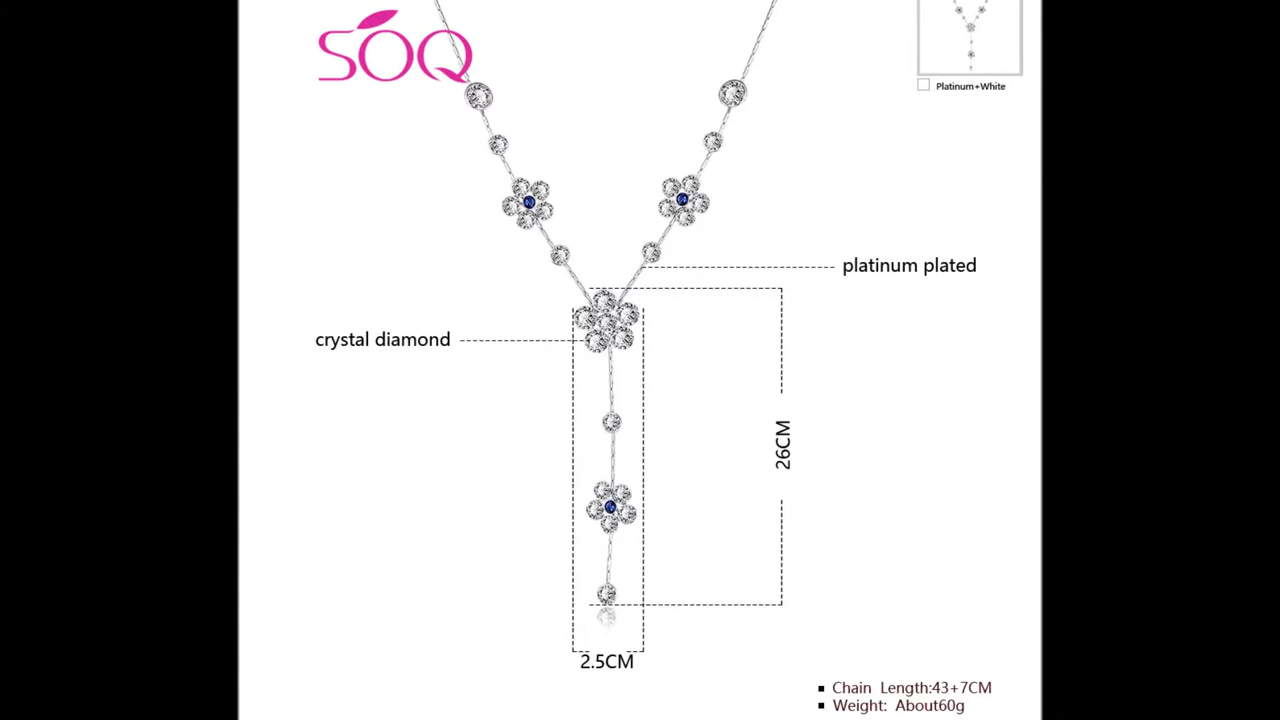 SOQ
Platinum+White
platinum plated
crystal diamond
26CM
2.5CM
Chain Length:43+7CM
Weight: About60g